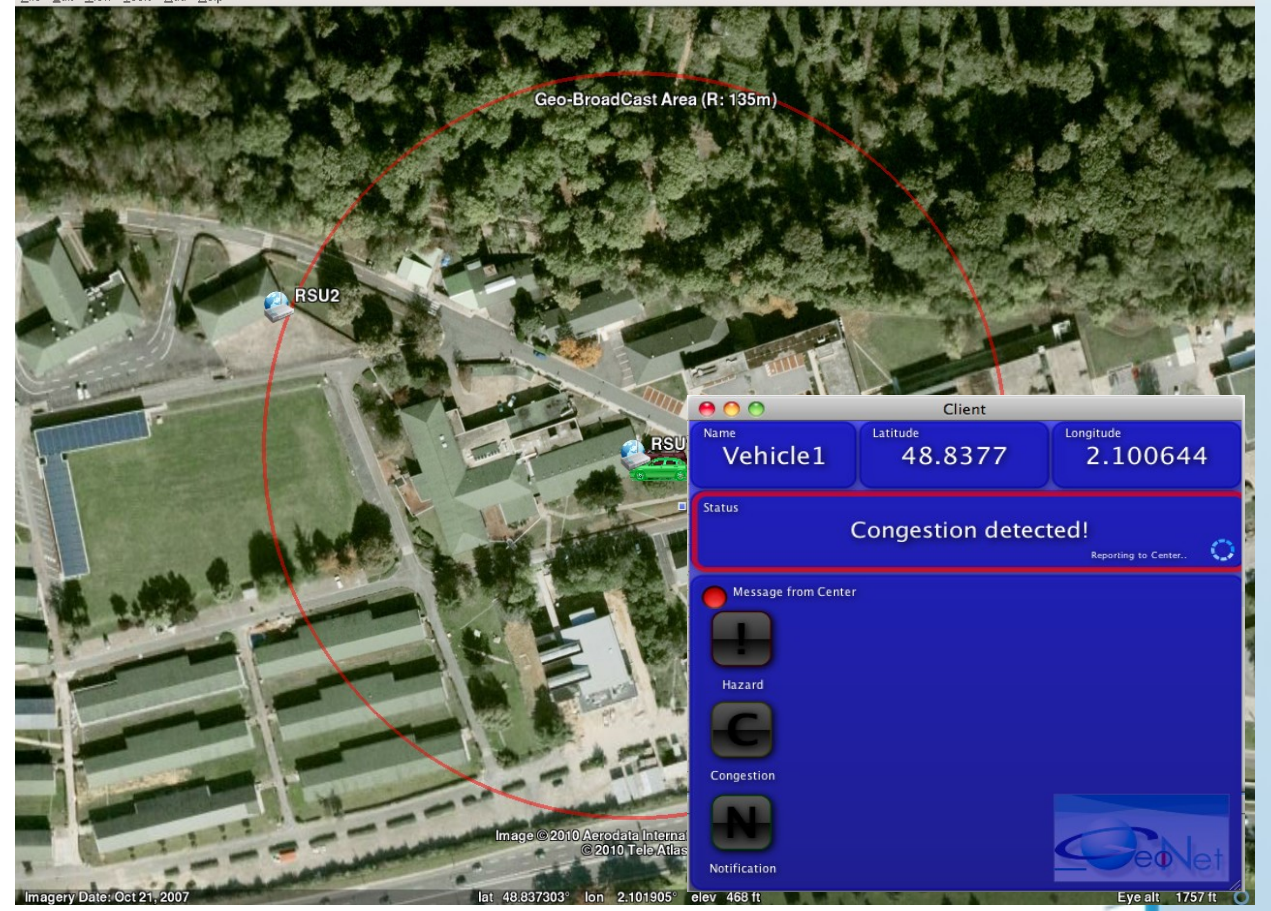 Geo-BroadCast Area (R: 135m)
RSU2
RSU
Client
Name
Vehicle1
Latitude
48.8377
Longitude
2.100644
Status
Congestion detected!
Reporting to Center..
Message from Center
!
Hazard
C
Congestion
N
Notification
GeoNet
Image © 2010 Aerodata Interna
© 2010 Tele Atlas
Imagery Date: Oct 21, 2007
lat 48.837303° lon 2.101905° elev 468 ft
Eye alt 1757 ft